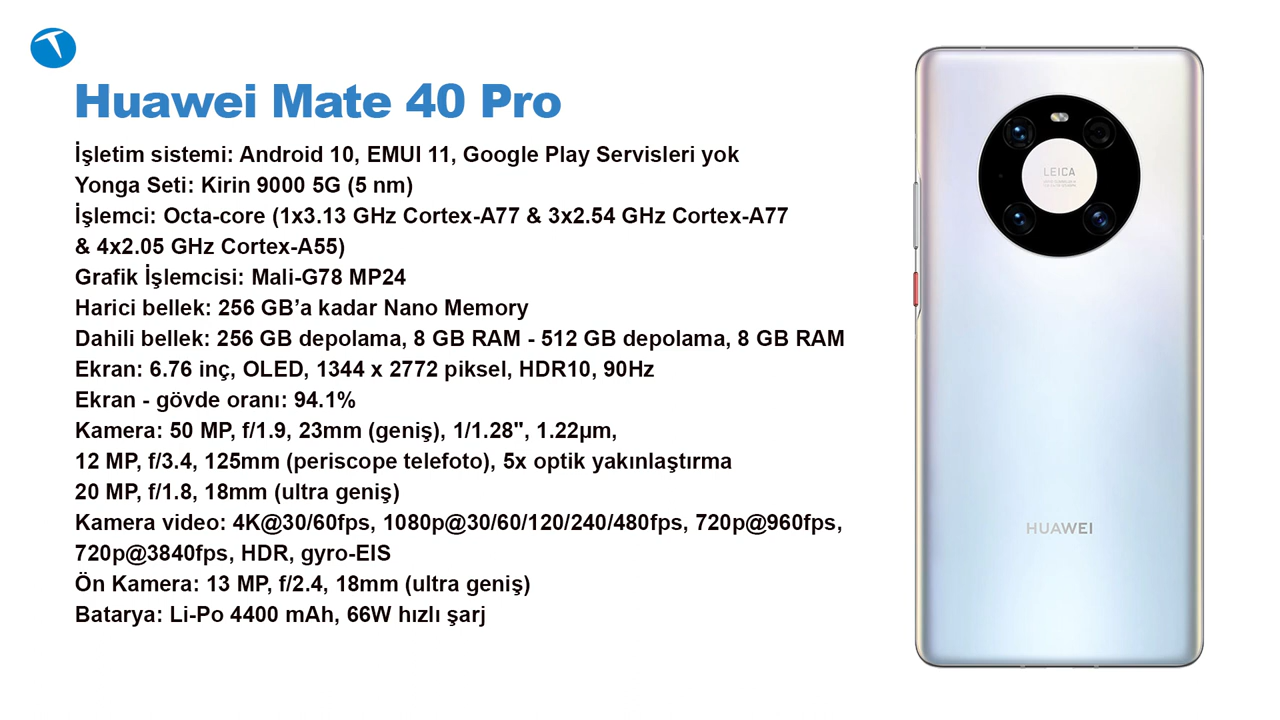 Huawei Mate 40 Pro
İşletim sistemi: Android 10, EMUI 11, Google Play Servisleri yok
Yonga Seti: Kirin 9000 5G (5 nm)
İşlemci: Octa-core (1x3.13 GHz Cortex-A77 & 3x2.54 GHz Cortex-A77
& 4x2.05 GHz Cortex-A55)
Grafik İşlemcisi: Mali-G78 MP24
Harici bellek: 256 GB’a kadar Nano Memory
Dahili bellek: 256 GB depolama, 8 GB RAM - 512 GB depolama, 8 GB RAM
Ekran: 6.76 inç, OLED, 1344 x 2772 piksel, HDR10, 90Hz
Ekran - gövde oranı: 94.1%
Kamera: 50 MP, f/1.9, 23mm (geniş), 1/1.28", 1.22µm,
12 MP, f/3.4, 125mm (periscope telefoto), 5x optik yakınlaştırma
20 MP, f/1.8, 18mm (ultra geniş)
Kamera video: 4K@30/60fps, 1080p@30/60/120/240/480fps, 720p@960fps,
720p@3840fps, HDR, gyro-EIS
Ön Kamera: 13 MP, f/2.4, 18mm (ultra geniş)
Batarya: Li-Po 4400 mAh, 66W hızlı şarj
LEICA
HUAWEI